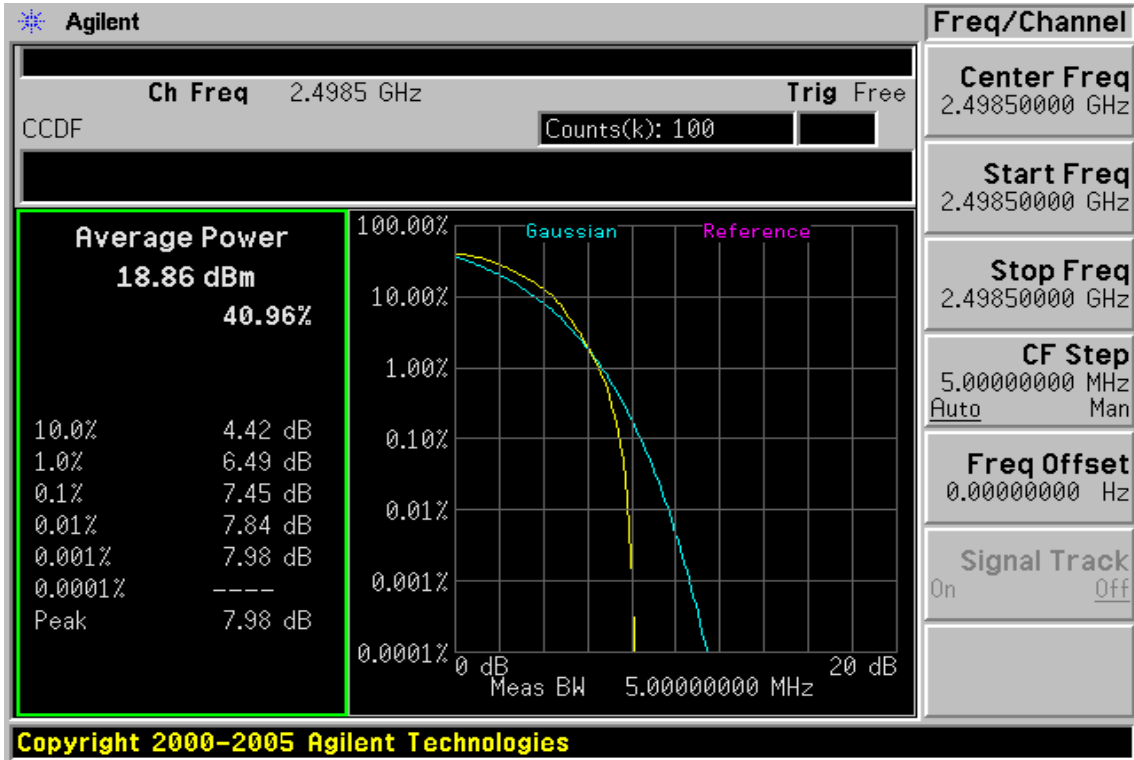 Agilent
Freq/Channel
Ch Freq 2.4985 GHz Trig Free
CCDF Counts(k): 100
Average Power
18.86 dBm
40.96%
10.0% 4.42 dB
1.0% 6.49 dB
0.1% 7.45 dB
0.01% 7.84 dB
0.001% 7.98 dB
0.0001% ----
Peak 7.98 dB
Gaussian Reference
100.00%
10.00%
1.00%
0.10%
0.01%
0.001%
0.0001%
0 dB 20 dB
Meas BW 5.00000000 MHz
Center Freq
2.49850000 GHz
Start Freq
2.49850000 GHz
Stop Freq
2.49850000 GHz
CF Step
5.00000000 MHz
Auto Man
Freq Offset
0.00000000 Hz
Signal Track
On Off
Copyright 2000-2005 Agilent Technologies